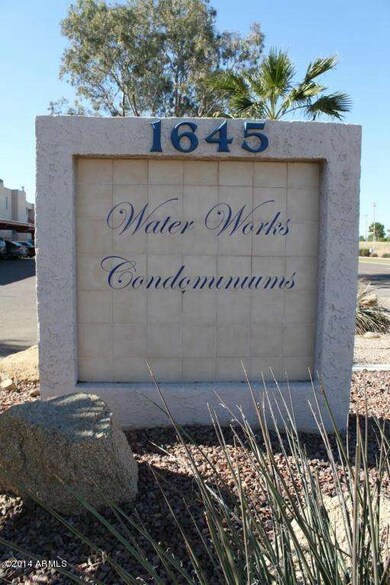 1645
Water Works
Condominiums
© 2014 ARMLS